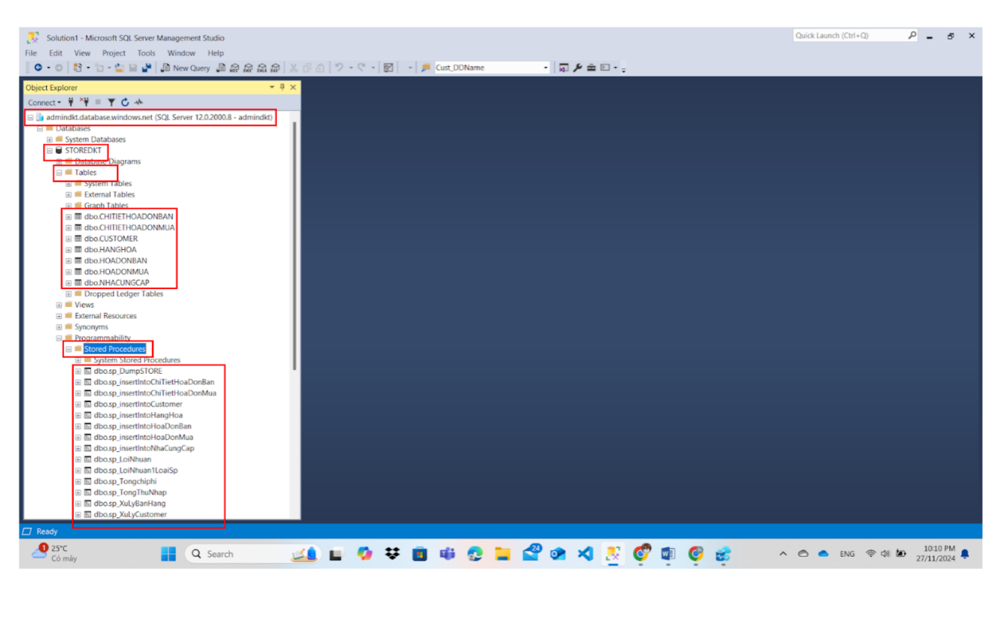 Solution1 - Microsoft SQL Server Management Studio
Quick Launch (Ctrl+Q)
File Edit View Project Tools Window Help
New Query
Cust_DDName
Object Explorer
Connect
admindkt.database.windows.net (SQL Server 12.0.2000.8 - admindkt)
Databases
System Databases
STOREDKT
Database Diagrams
Tables
System Tables
External Tables
Graph Tables
dbo.CHITIETHOADONBAN
dbo.CHITIETHOADONMUA
dbo.CUSTOMER
dbo.HANGHOA
dbo.HOADONBAN
dbo.HOADONMUA
dbo.NHACUNGCAP
Dropped Ledger Tables
Views
External Resources
Synonyms
Programmability
Stored Procedures
System Stored Procedures
dbo.sp_DumpSTORE
dbo.sp_insertIntoChiTietHoaDonBan
dbo.sp_insertIntoChiTietHoaDonMua
dbo.sp_insertIntoCustomer
dbo.sp_insertIntoHangHoa
dbo.sp_insertIntoHoaDonBan
dbo.sp_insertIntoHoaDonMua
dbo.sp_insertIntoNhaCungCap
dbo.sp_LoiNhuan
dbo.sp_LoiNhuan1LoaiSp
dbo.sp_Tongchiphi
dbo.sp_TongThuNhap
dbo.sp_XuLyBanHang
dbo.sp_XuLyCustomer
Ready
1
25°C
Có mây
Search
24
ENG
10:10 PM
27/11/2024